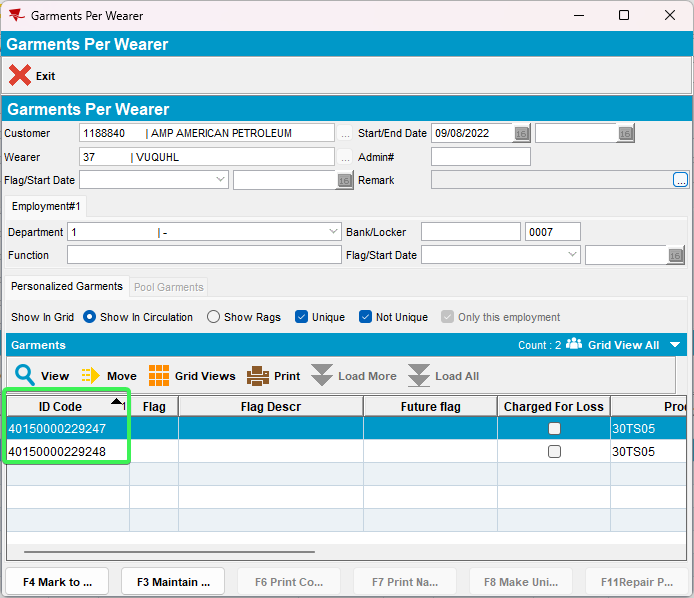 Garments Per Wearer
Garments Per Wearer
Exit
Garments Per Wearer
Customer 1188840 | AMP AMERICAN PETROLEUM ... Start/End Date 09/08/2022 16 16
Wearer 37 | VUQUHL ... Admin#
Flag/Start Date 16 Remark ...
Employment#1
Department 1 | - Bank/Locker 0007
Function Flag/Start Date 16
Personalized Garments Pool Garments
Show In Grid Show In Circulation Show Rags Unique Not Unique Only this employment
Garments Count : 2 Grid View All
View Move Grid Views Print Load More Load All
ID Code 1 Flag Flag Descr Future flag Charged For Loss Proc
40150000229247 30TS05
40150000229248 30TS05
F4 Mark to ... F3 Maintain ... F6 Print Co... F7 Print Na... F8 Make Uni... F11Repair P...